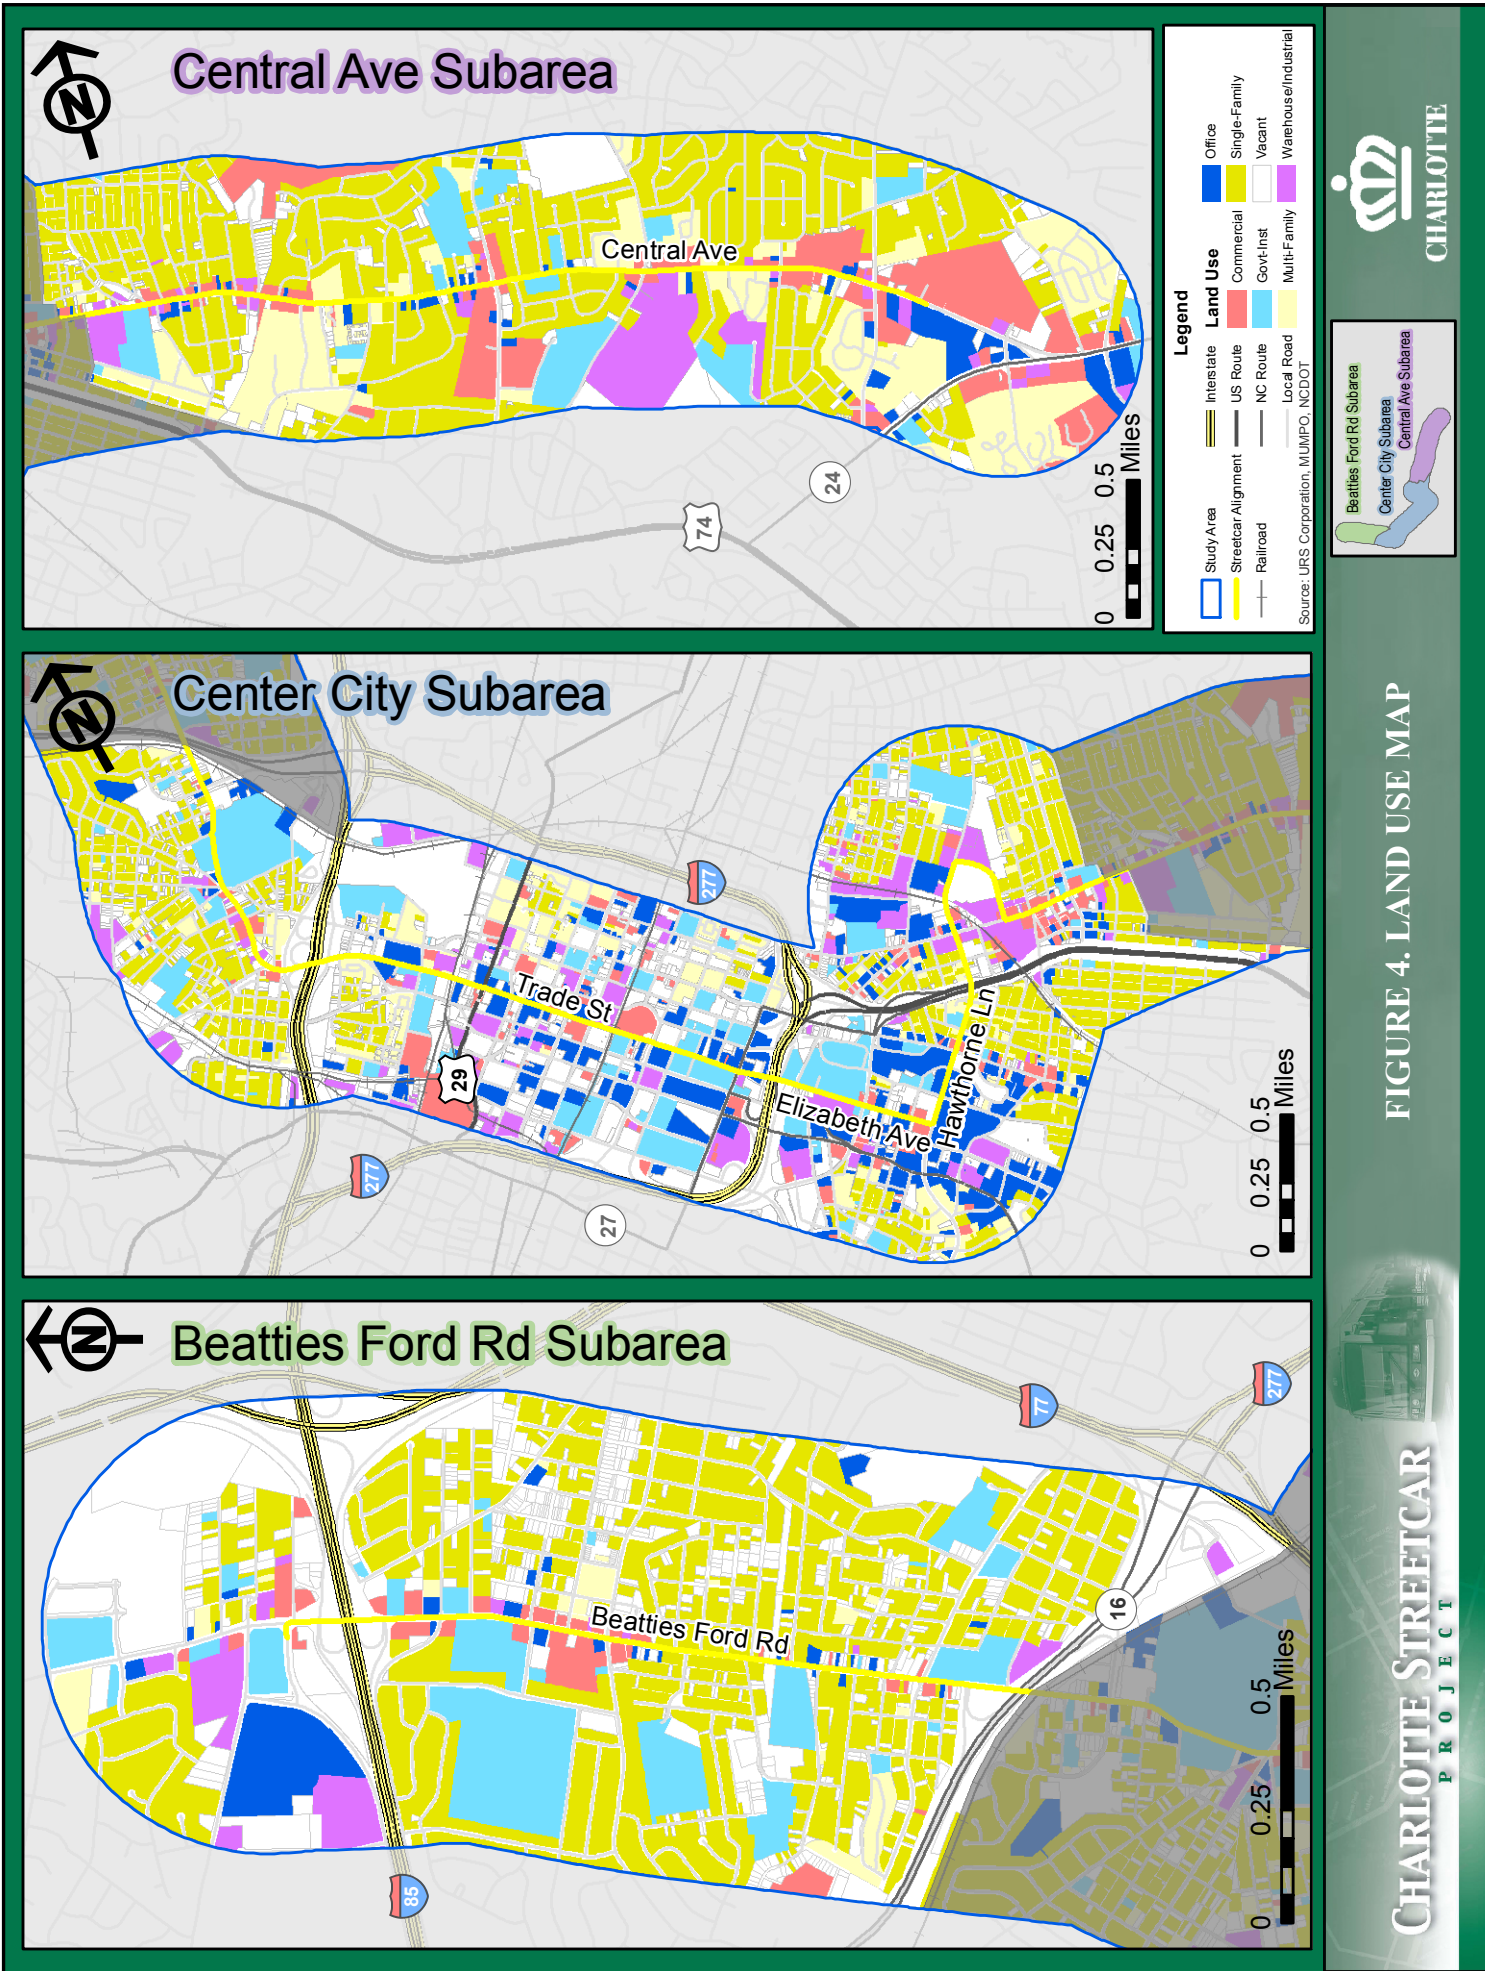 Central Ave Subarea
N
Central Ave
74
24
0 0.25 0.5
Miles
Legend
Study Area
Streetcar Alignment
Railroad
Interstate
US Route
NC Route
Local Road
Land Use
Commercial
Govt-Inst
Multi-Family
Office
Single-Family
Vacant
Warehouse/Industrial
Source: URS Corporation, MUMPO, NCDOT
Center City Subarea
N
277
Trade St
29
277
27
Elizabeth Ave
Hawthorne Ln
0 0.25 0.5
Miles
Beatties Ford Rd Subarea
N
Beatties Ford Rd
85
77
277
16
0 0.25 0.5
Miles
CHARLOTTE STREETCAR
PROJECT
FIGURE 4. LAND USE MAP
Beatties Ford Rd Subarea
Center City Subarea
Central Ave Subarea
CHARLOTTE